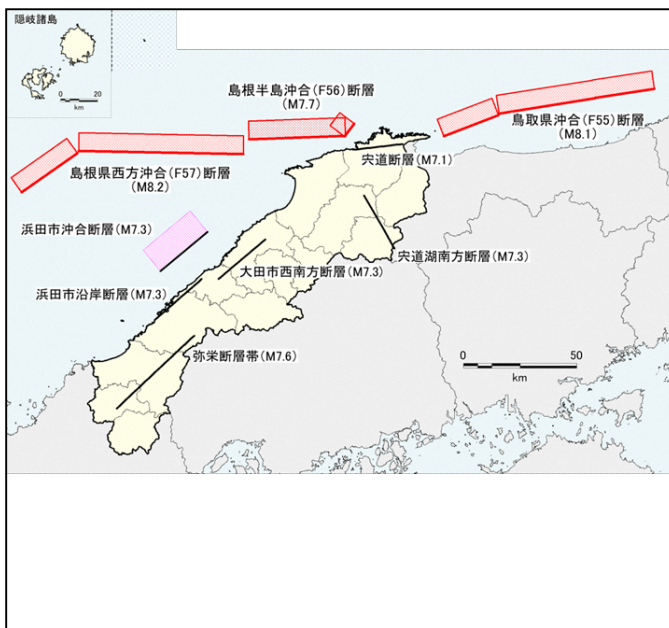 隠岐諸島
0 20
km
島根半島沖合(F56)断層
(M7.7)
鳥取県沖合(F55)断層
(M8.1)
宍道断層(M7.1)
島根県西方沖合(F57)断層
(M8.2)
浜田市沖合断層(M7.3)
宍道湖南方断層(M7.3)
大田市西南方断層(M7.3)
浜田市沿岸断層(M7.3)
弥栄断層帯(M7.6)
0 50
km